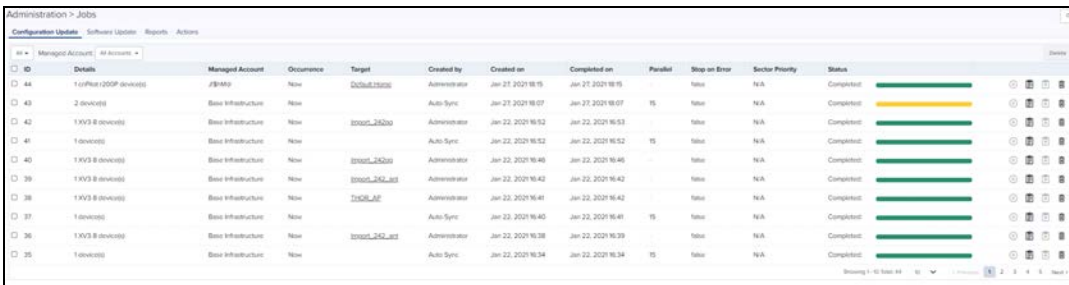 Administration > Jobs
Configuration Update Software Update Reports Actions
All Managed Account: All Accounts Delete
ID Details Managed Account Occurrence Target Created by Created on Completed on Parallel Stop on Error Sector Priority Status
44 1 cnPilot r200P device(s) Now Default Home Administrator Jan 27, 2021 18:15 Jan 27, 2021 18:15 false N/A Completed:
43 2 device(s) Base Infrastructure Now Auto Sync Jan 27, 2021 18:07 Jan 27, 2021 18:07 15 false N/A Completed:
42 1 XV3-8 device(s) Base Infrastructure Now Administrator Jan 22, 2021 16:52 Jan 22, 2021 16:53 false N/A Completed:
41 1 device(s) Base Infrastructure Now Auto Sync Jan 22, 2021 16:52 Jan 22, 2021 16:52 15 false N/A Completed:
40 1 XV3-8 device(s) Base Infrastructure Now Administrator Jan 22, 2021 16:46 Jan 22, 2021 16:46 false N/A Completed:
39 1 XV3-8 device(s) Base Infrastructure Now Import_242_ant Administrator Jan 22, 2021 16:42 Jan 22, 2021 16:42 false N/A Completed:
38 1 XV3-8 device(s) Base Infrastructure Now THOR_AP Administrator Jan 22, 2021 16:41 Jan 22, 2021 16:42 false N/A Completed:
37 1 device(s) Base Infrastructure Now Auto Sync Jan 22, 2021 16:40 Jan 22, 2021 16:41 15 false N/A Completed:
36 1 XV3-8 device(s) Base Infrastructure Now Import_242_ant Administrator Jan 22, 2021 16:38 Jan 22, 2021 16:39 false N/A Completed:
35 1 device(s) Base Infrastructure Now Auto Sync Jan 22, 2021 16:34 Jan 22, 2021 16:34 15 false N/A Completed:
Showing 1 - 10 Total: 44 10 < Previous 1 2 3 4 5 Next >